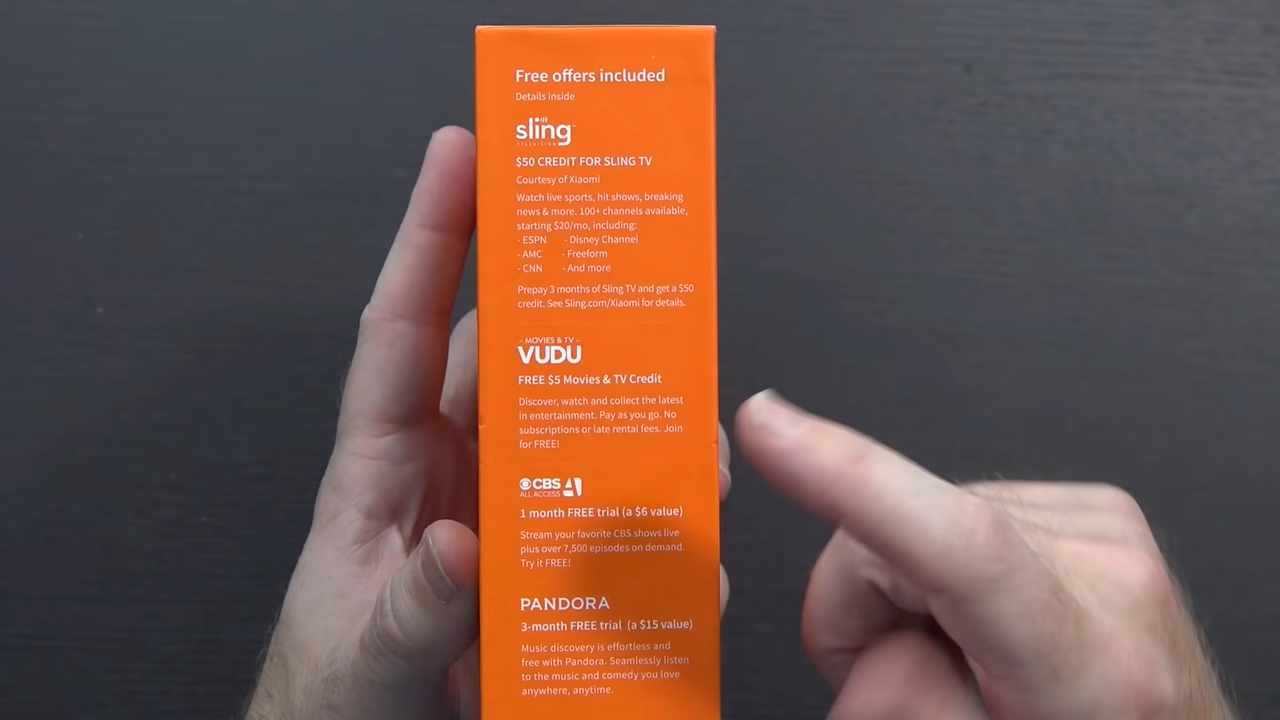 Free offers included
Details inside
sling
TELEVISION
$50 CREDIT FOR SLING TV
Courtesy of Xiaomi
Watch live sports, hit shows, breaking
news & more. 100+ channels available,
starting $20/mo, including:
- ESPN - Disney Channel
- AMC - Freeform
- CNN - And more
Prepay 3 months of Sling TV and get a $50
credit. See Sling.com/Xiaomi for details.
– MOVIES & TV –
VUDU
FREE $5 Movies & TV Credit
Discover, watch and collect the latest
in entertainment. Pay as you go. No
subscriptions or late rental fees. Join
for FREE!
CBS
ALL ACCESS
1 month FREE trial (a $6 value)
Stream your favorite CBS shows live
plus over 7,500 episodes on demand.
Try it FREE!
PANDORA
3-month FREE trial (a $15 value)
Music discovery is effortless and
free with Pandora. Seamlessly listen
to the music and comedy you love
anywhere, anytime.